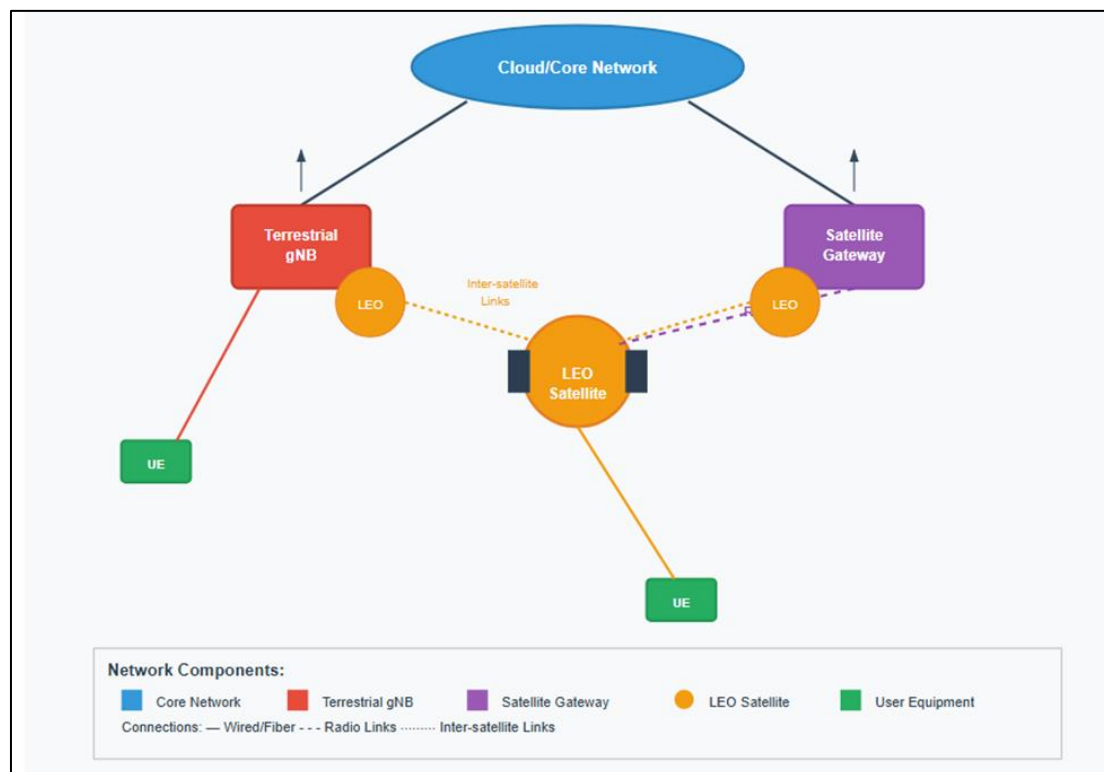 Cloud/Core Network
Terrestrial
gNB
Satellite
Gateway
LEO
Inter-satellite
Links
LEO
LEO
Satellite
UE
UE
Network Components:
Core Network
Terrestrial gNB
Satellite Gateway
LEO Satellite
User Equipment
Connections: — Wired/Fiber - - - Radio Links ········· Inter-satellite Links